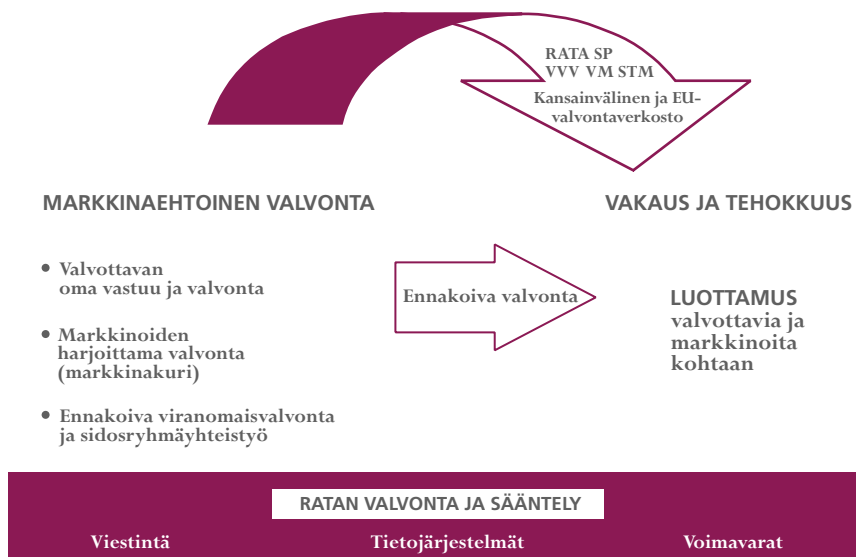 RATA SP
VVV VM STM
Kansainvälinen ja EU-
valvontaverkosto
MARKKINAEHTOINEN VALVONTA
VAKAUS JA TEHOKKUUS
• Valvottavan
oma vastuu ja valvonta
• Markkinoiden
harjoittama valvonta
(markkinakuri)
• Ennakoiva viranomaisvalvonta
ja sidosryhmäyhteistyö
Ennakoiva valvonta
LUOTTAMUS
valvottavia ja
markkinoita
kohtaan
RATAN VALVONTA JA SÄÄNTELY
Viestintä
Tietojärjestelmät
Voimavarat